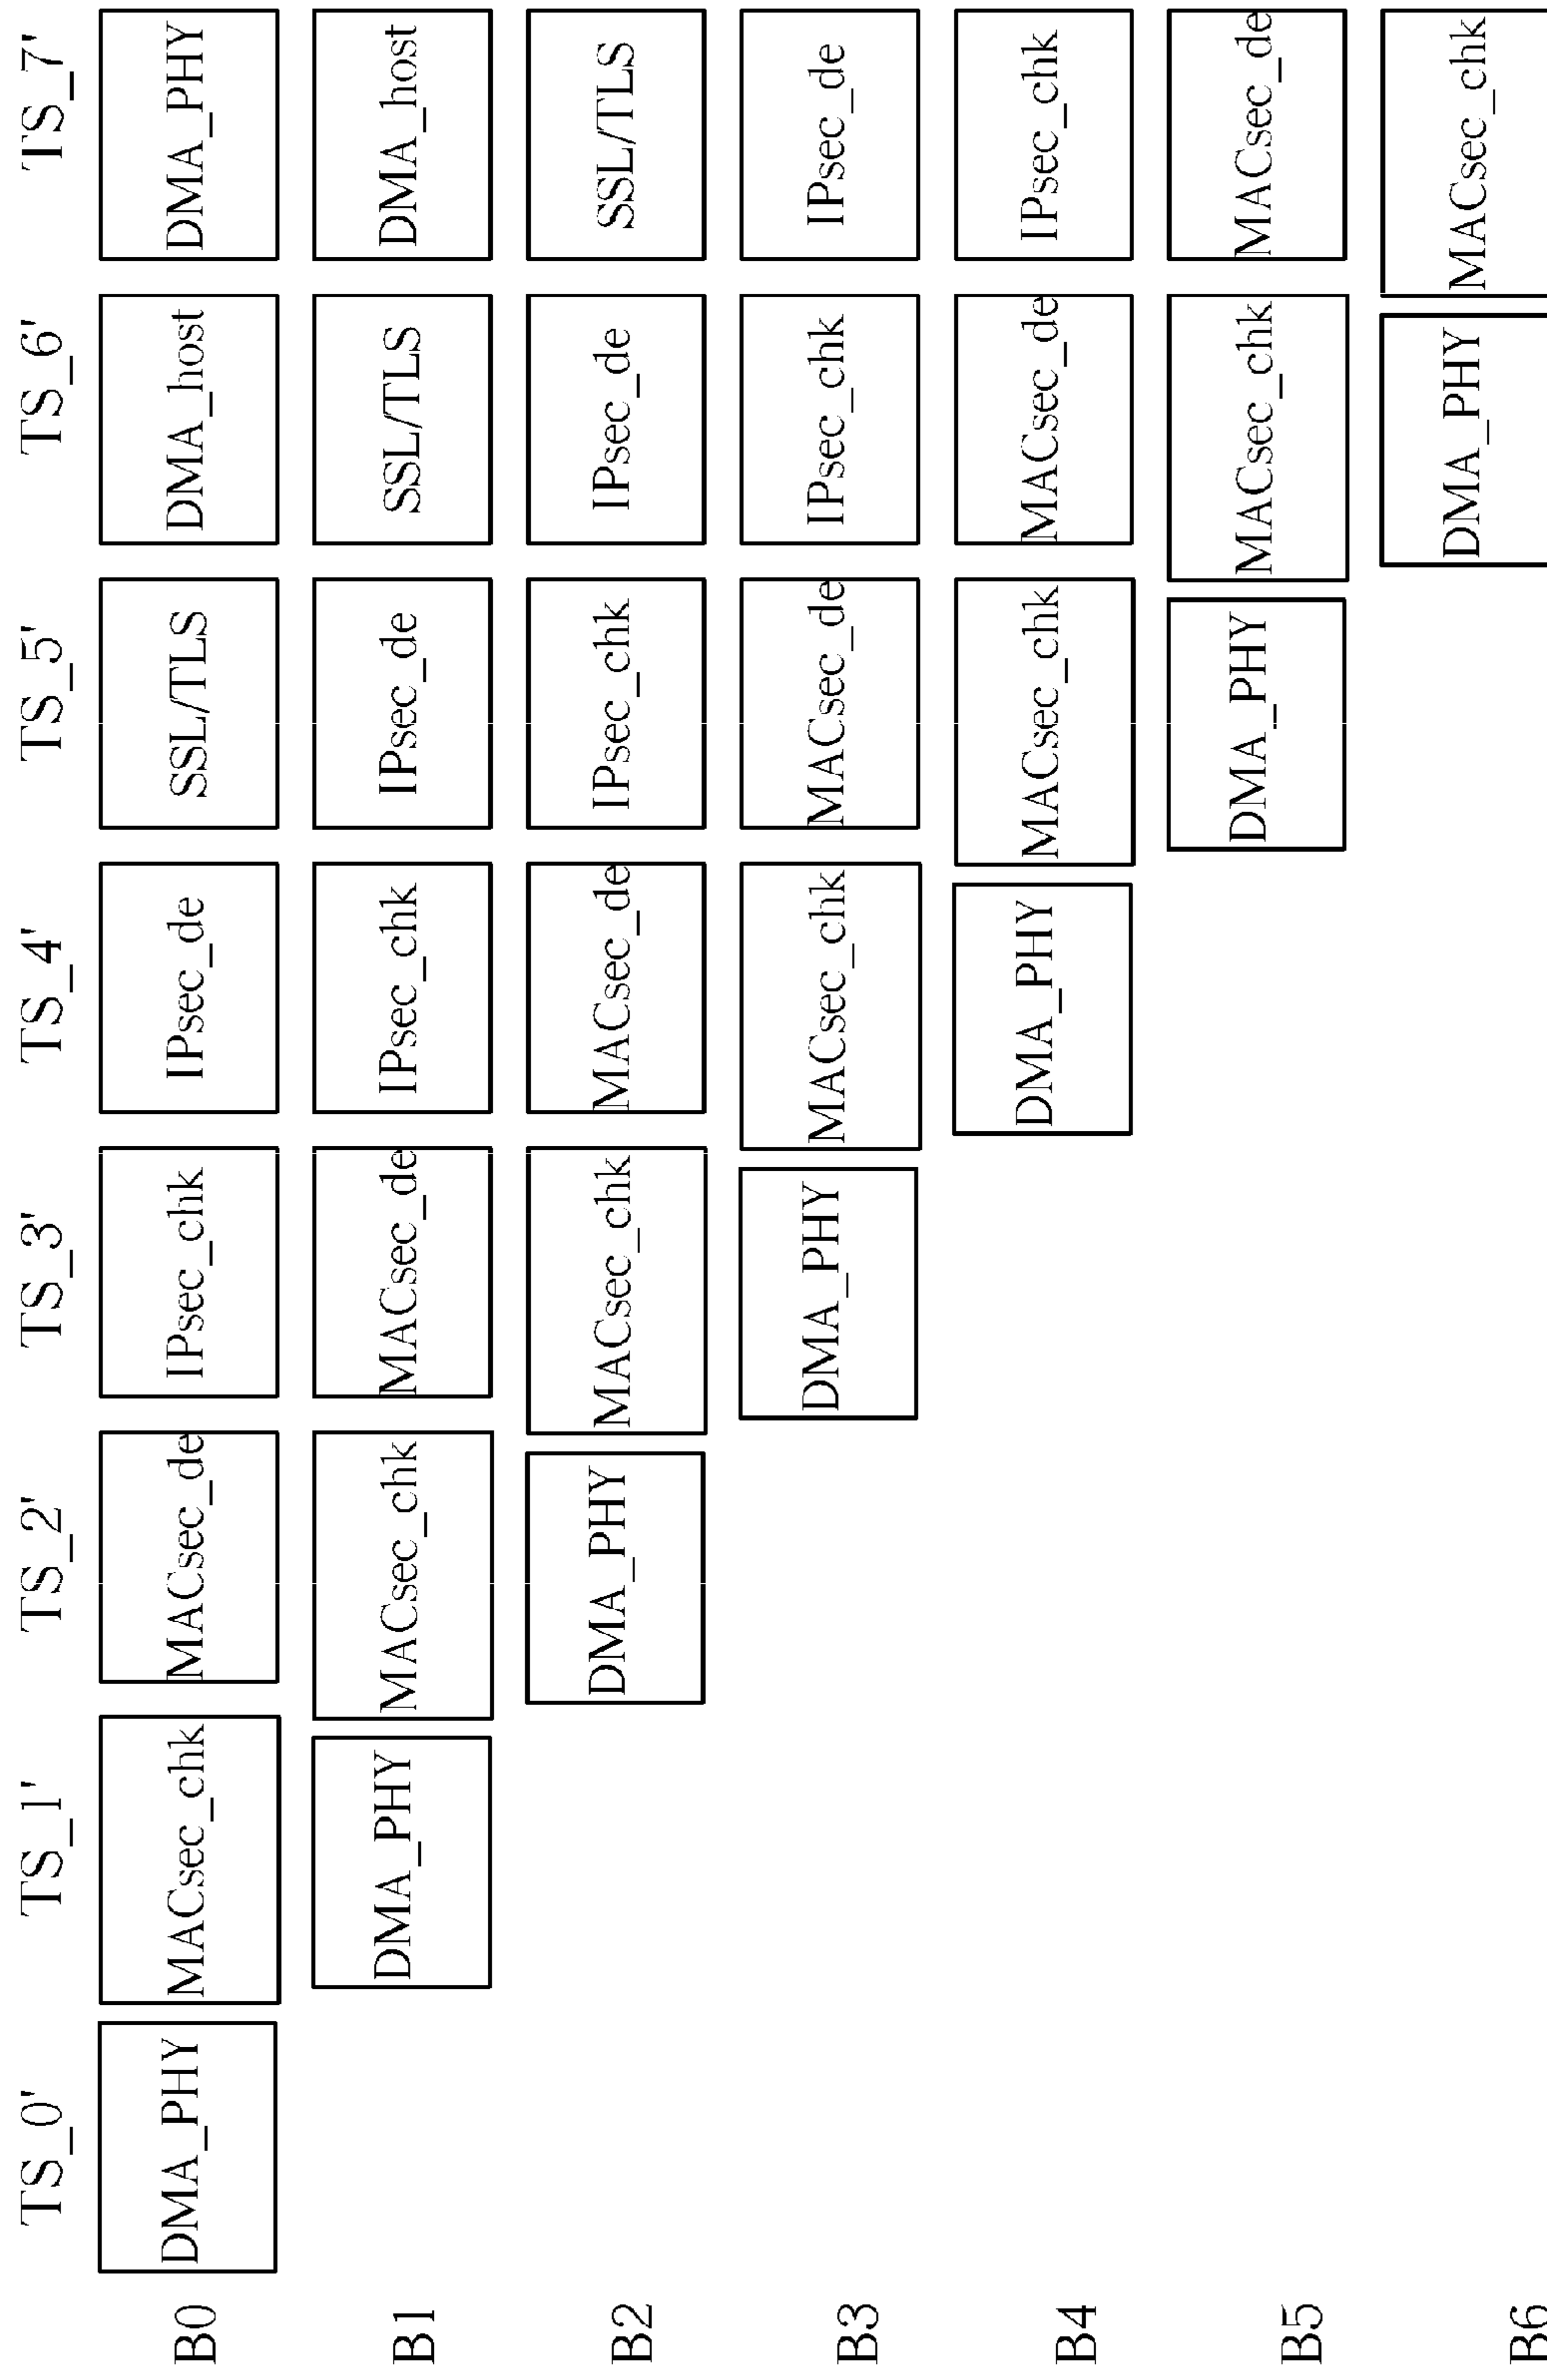 TS_0' TS_1' TS_2' TS_3' TS_4' TS_5' TS_6' TS_7'
B0 DMA_PHY MACsec_chk MACsec_de IPsec_chk IPsec_de SSL/TLS DMA_host DMA_PHY
B1 DMA_PHY MACsec_chk MACsec_de IPsec_chk IPsec_de SSL/TLS DMA_host
B2 DMA_PHY MACsec_chk MACsec_de IPsec_chk IPsec_de SSL/TLS
B3 DMA_PHY MACsec_chk MACsec_de IPsec_chk IPsec_de
B4 DMA_PHY MACsec_chk MACsec_de IPsec_chk
B5 DMA_PHY MACsec_chk MACsec_de
B6 DMA_PHY MACsec_chk